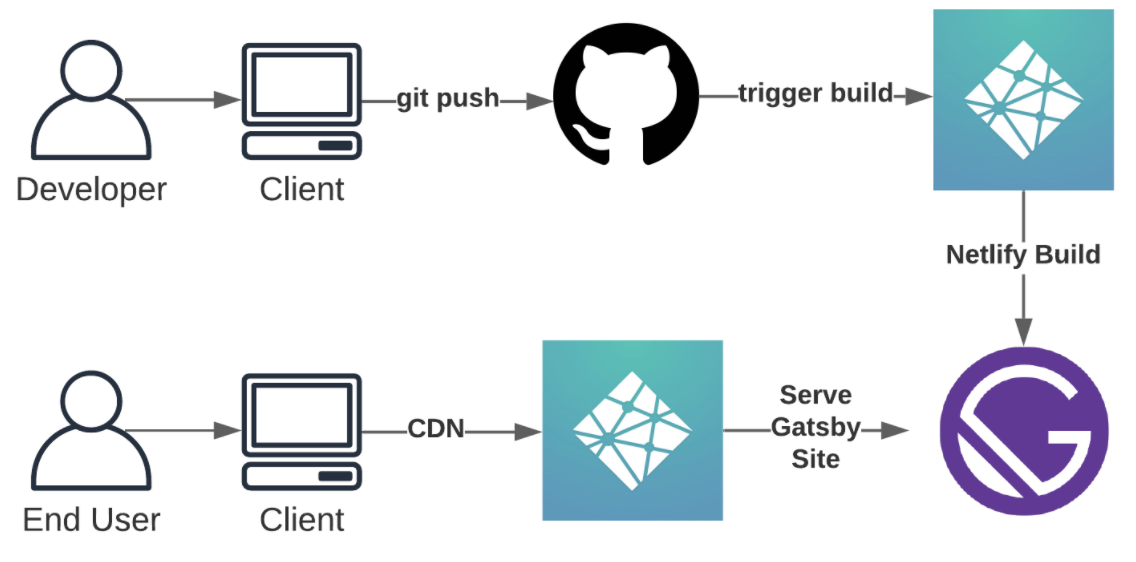 git push
trigger build
Developer
Client
Netlify Build
Serve
Gatsby
Site
CDN
End User
Client